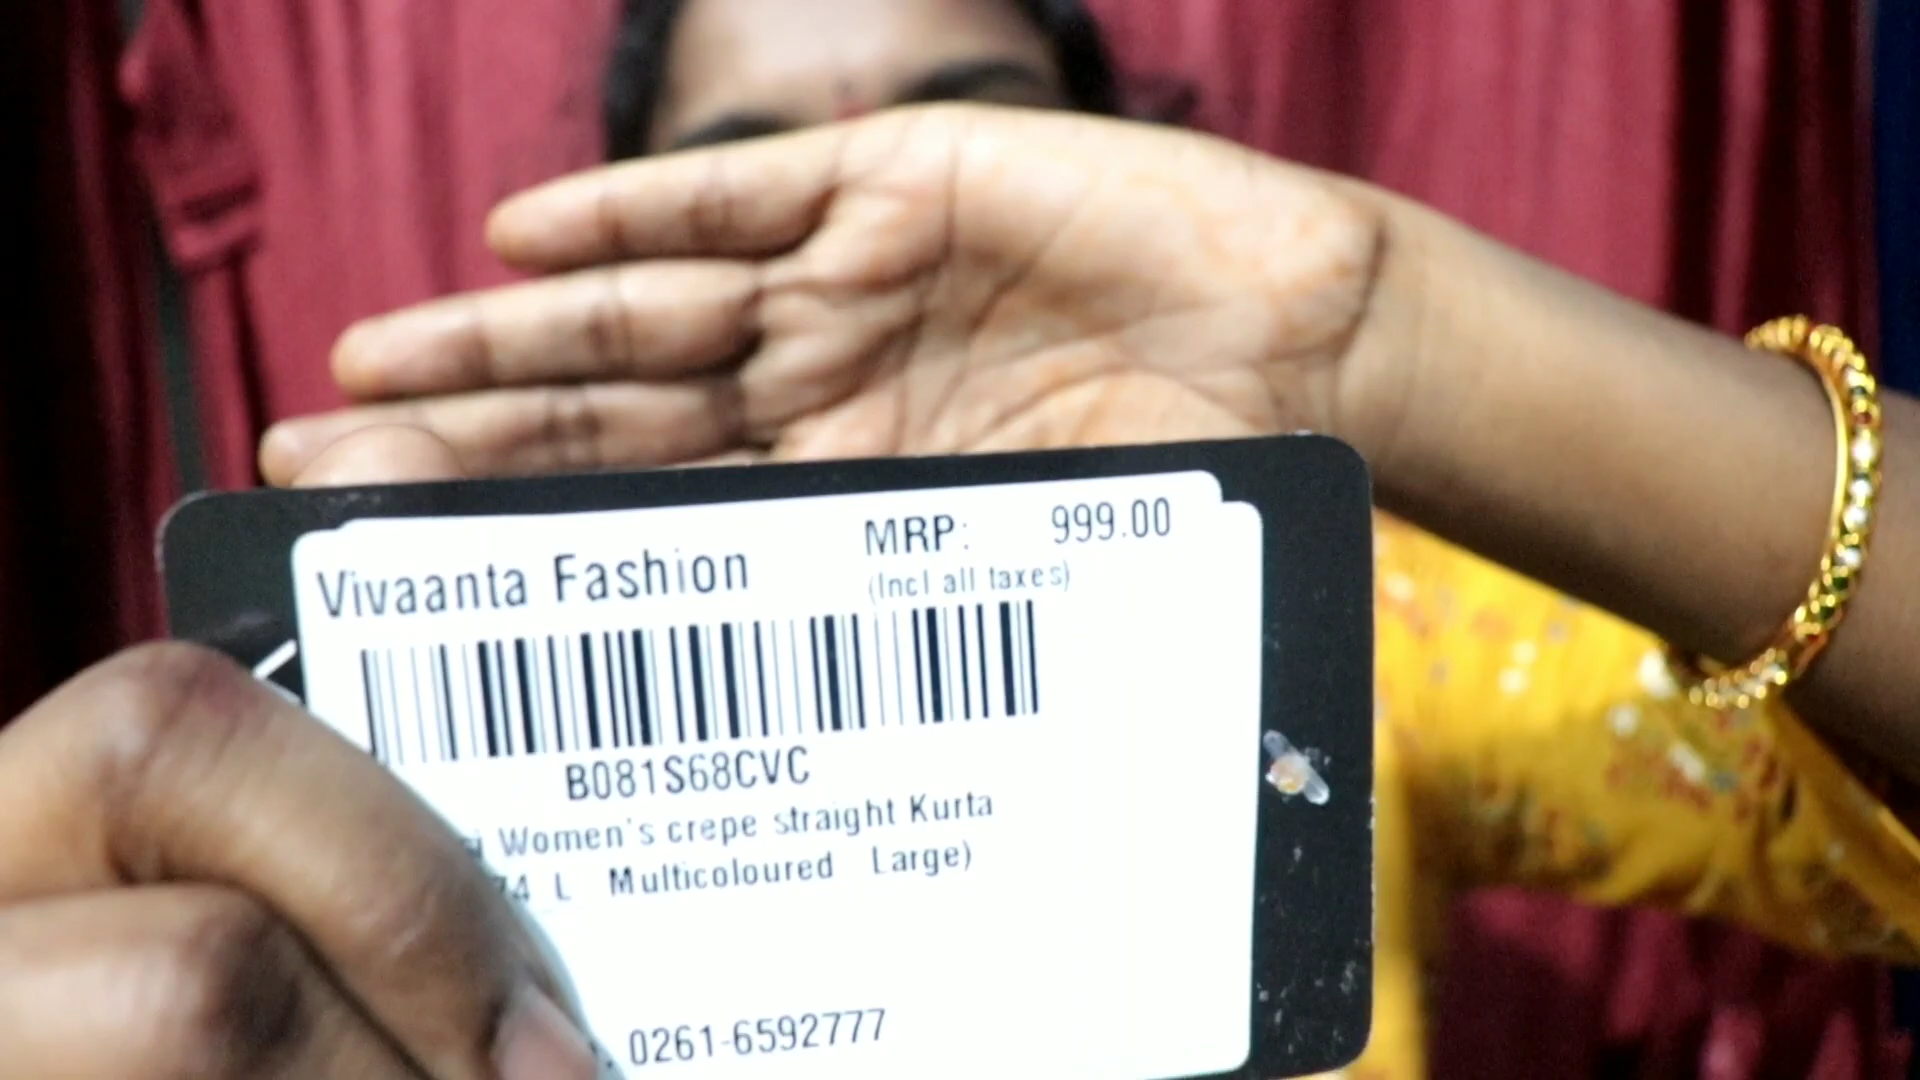 Vivaanta Fashion
MRP: 999.00
(Incl all taxes)
B081S68CVC
Women's crepe straight Kurta
L Multicoloured Large)
0261-6592777